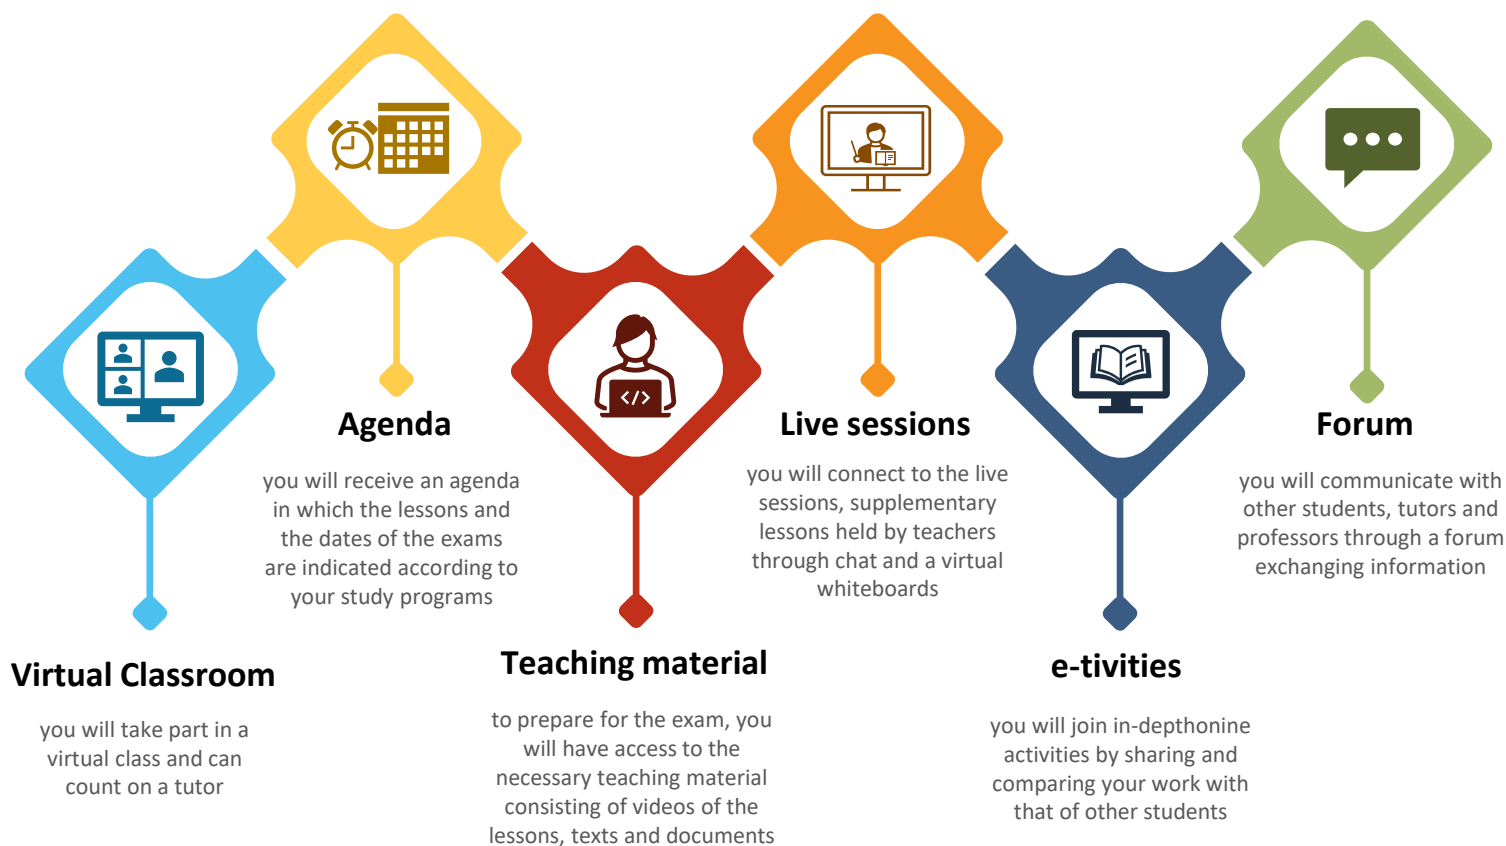 Virtual Classroom
you will take part in a
virtual class and can
count on a tutor
Agenda
you will receive an agenda
in which the lessons and
the dates of the exams
are indicated according to
your study programs
</>
Teaching material
to prepare for the exam, you
will have access to the
necessary teaching material
consisting of videos of the
lessons, texts and documents
Live sessions
you will connect to the live
sessions, supplementary
lessons held by teachers
through chat and a virtual
whiteboards
e-tivities
you will join in-depthonine
activities by sharing and
comparing your work with
that of other students
Forum
you will communicate with
other students, tutors and
professors through a forum
exchanging information